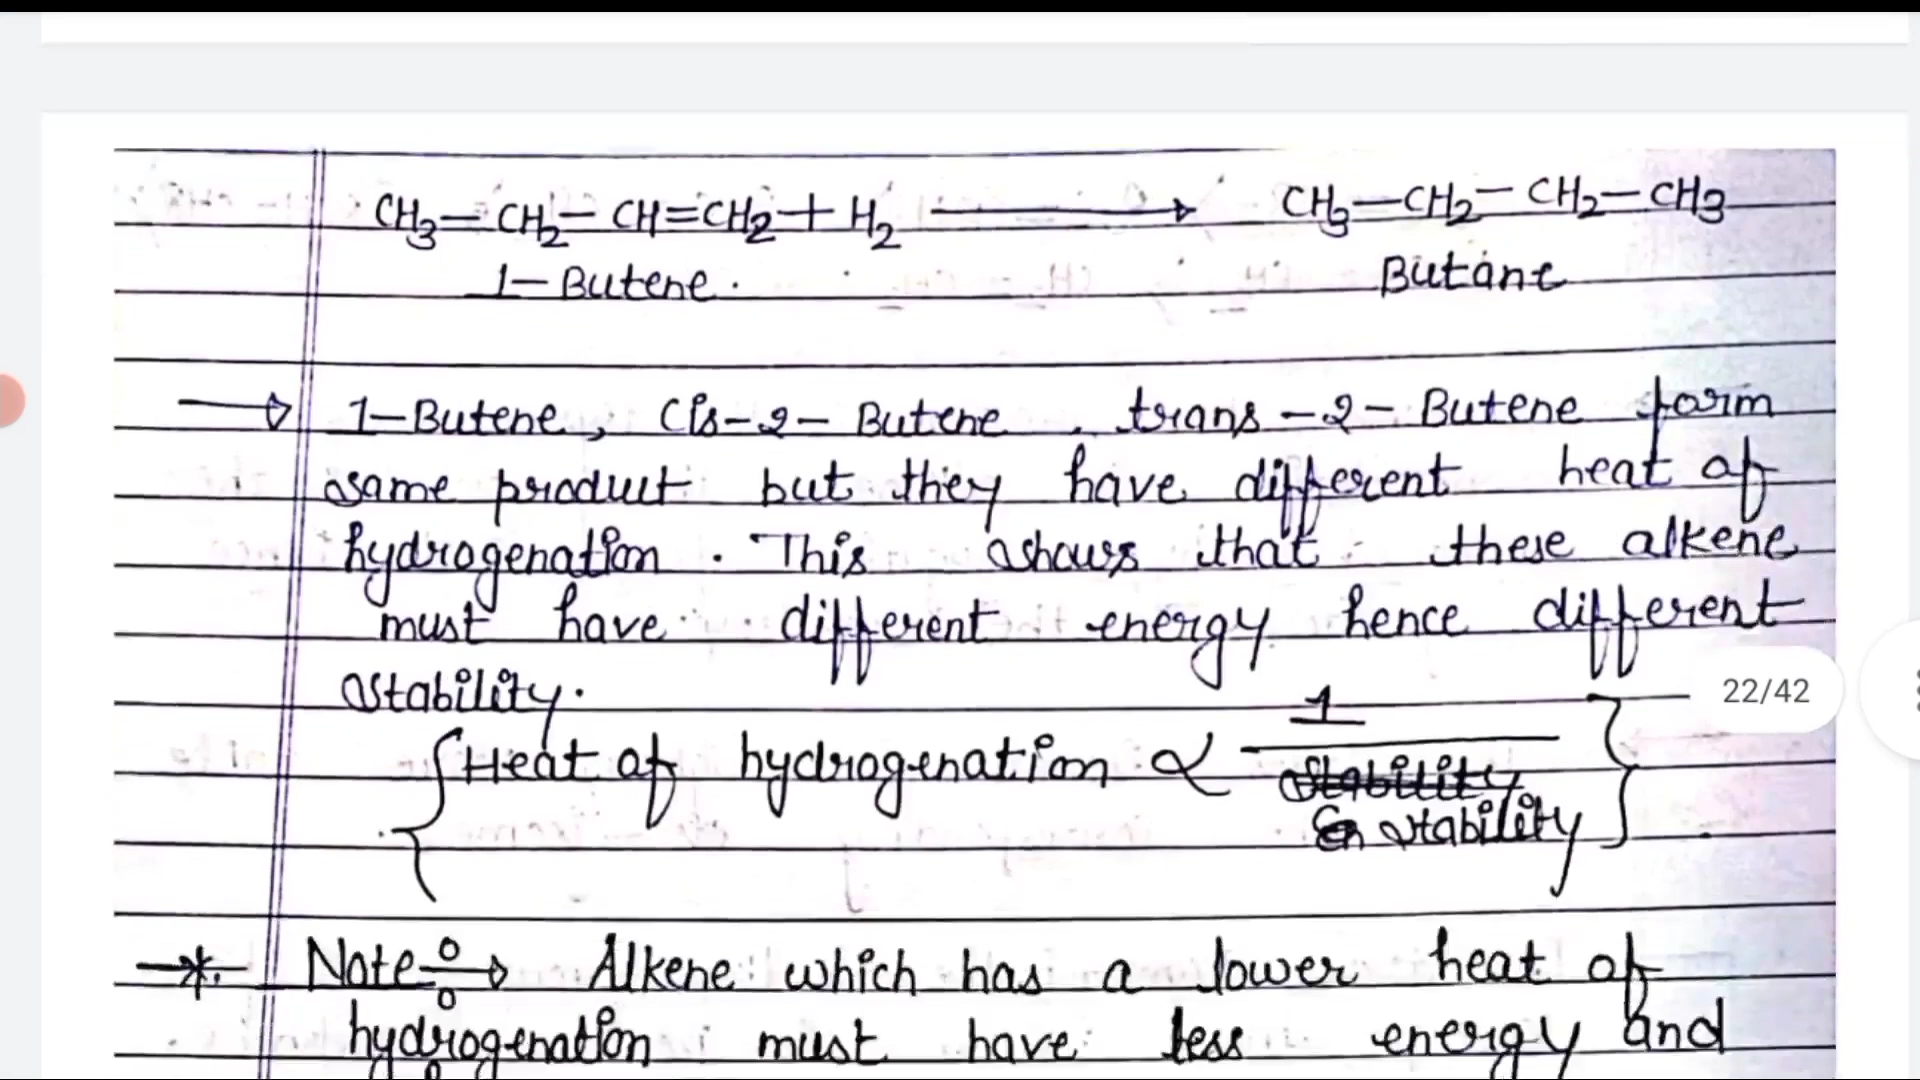 CH3 — CH2 — CH=CH2 + H2 ⟶ CH3 — CH2 — CH2 — CH3
1-Butene. Butane
→ 1-Butene, Cis-2-Butene, trans-2-Butene form
same product but they have different heat of
hydrogenation. This shows that these alkene
must have different energy hence different
22/42
stability.
{Heat of hydrogenation ∝ 1/stability}
* Note → Alkene which has a lower heat of
hydrogenation must have less energy and